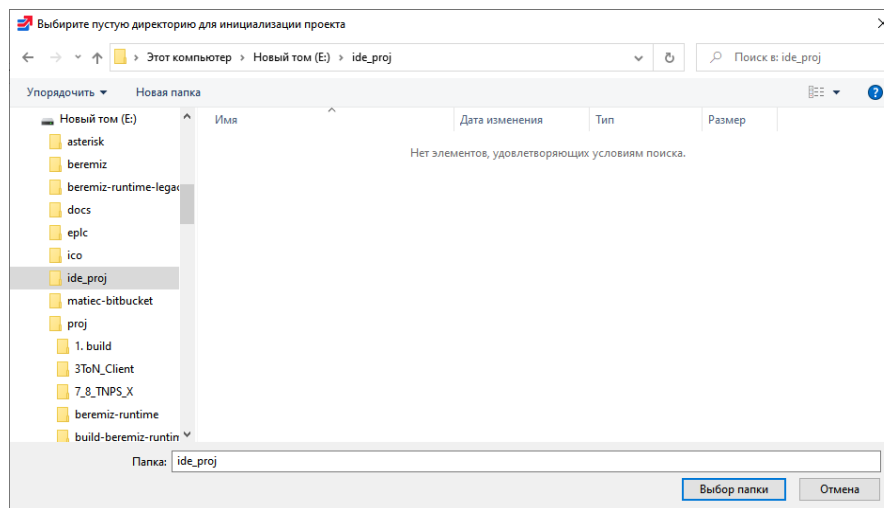 Выбирите пустую директорию для инициализации проекта
Этот компьютер › Новый том (E:) › ide_proj
Поиск в: ide_proj
Упорядочить Новая папка
Имя Дата изменения Тип Размер
Нет элементов, удовлетворяющих условиям поиска.
Новый том (E:)
asterisk
beremiz
beremiz-runtime-legac
docs
eplc
ico
ide_proj
matiec-bitbucket
proj
1. build
3ToN_Client
7_8_TNPS_X
beremiz-runtime
build-beremiz-runtim
Папка: ide_proj
Выбор папки Отмена